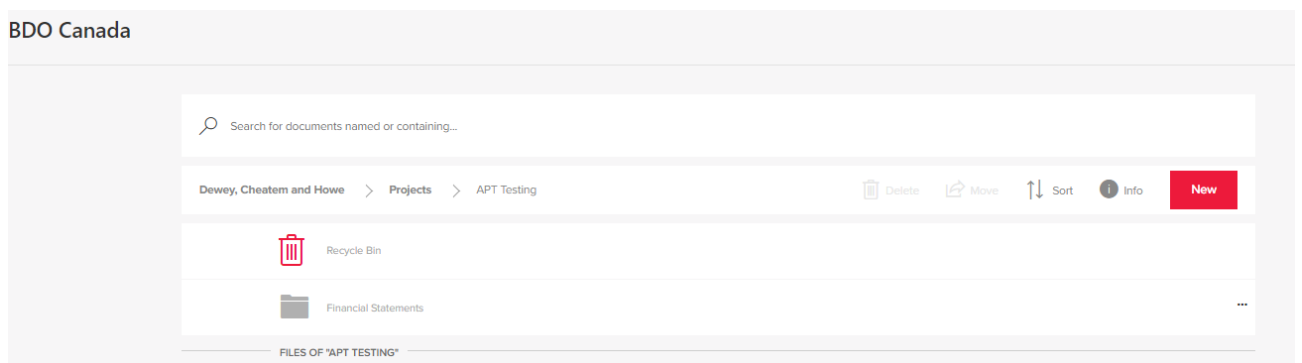 BDO Canada
Search for documents named or containing...
Dewey, Cheatem and Howe > Projects > APT Testing Delete Move Sort Info New
Recycle Bin
Financial Statements
FILES OF "APT TESTING"